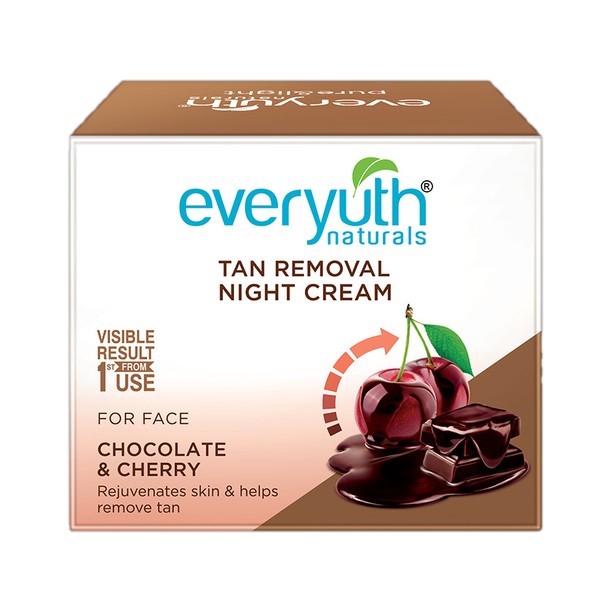 everyuth®
naturals
pure&light
everyuth®
naturals
TAN REMOVAL
NIGHT CREAM
VISIBLE
RESULT
1ST FROM
USE
FOR FACE
CHOCOLATE
& CHERRY
Rejuvenates skin & helps
remove tan